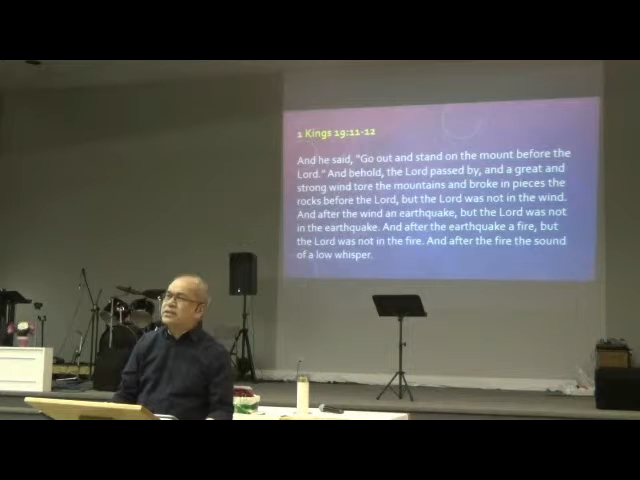 1 Kings 19:11-12
And he said, "Go out and stand on the mount before the
Lord." And behold, the Lord passed by, and a great and
strong wind tore the mountains and broke in pieces the
rocks before the Lord, but the Lord was not in the wind.
And after the wind an earthquake, but the Lord was not
in the earthquake. And after the earthquake a fire, but
the Lord was not in the fire. And after the fire the sound
of a low whisper.